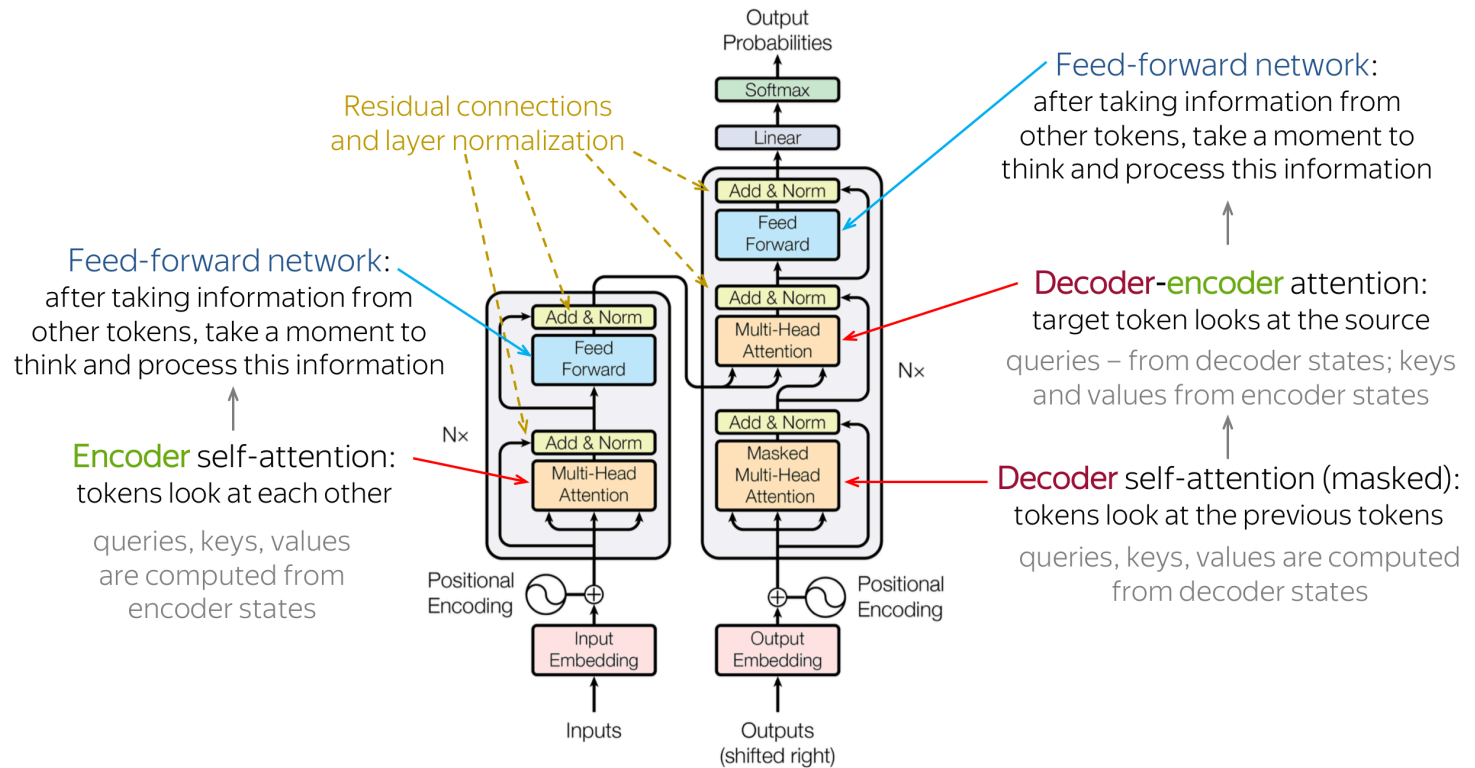 Output
Probabilities
Softmax
Linear
Add & Norm
Feed
Forward
Add & Norm
Multi-Head
Attention
Add & Norm
Masked
Multi-Head
Attention
Nx
Positional
Encoding
Output
Embedding
Outputs
(shifted right)
Residual connections
and layer normalization
Add & Norm
Feed
Forward
Add & Norm
Multi-Head
Attention
N×
Positional
Encoding
Input
Embedding
Inputs
Feed-forward network:
after taking information from
other tokens, take a moment to
think and process this information
Encoder self-attention:
tokens look at each other
queries, keys, values
are computed from
encoder states
Feed-forward network:
after taking information from
other tokens, take a moment to
think and process this information
Decoder-encoder attention:
target token looks at the source
queries – from decoder states; keys
and values from encoder states
Decoder self-attention (masked):
tokens look at the previous tokens
queries, keys, values are computed
from decoder states